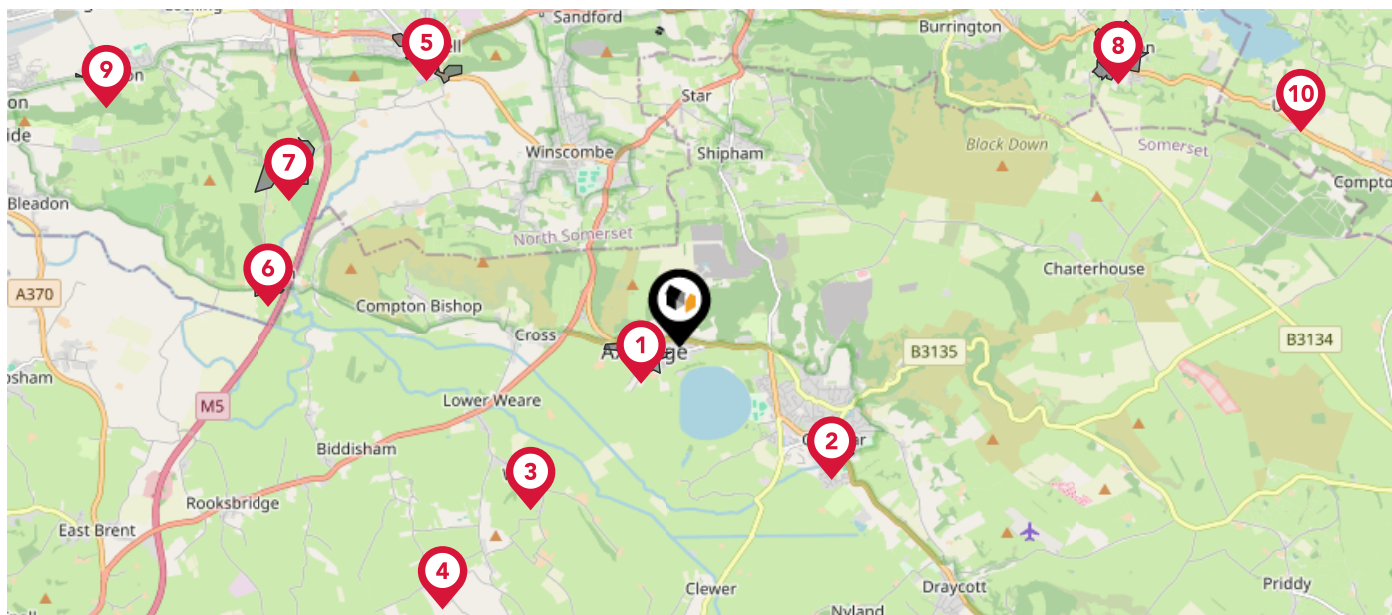 Sandford
Burrington
5
8
9
Star
10
Winscombe
Shipham
Black Down
Somerset
7
Compto
Bleadon
North Somerset
6
Charterhouse
A370
Compton Bishop
Cross
1
B3135
B3134
M5
Lower Weare
2
Biddisham
3
Rooksbridge
East Brent
4
Clewer
Draycott
Priddy
Nyland